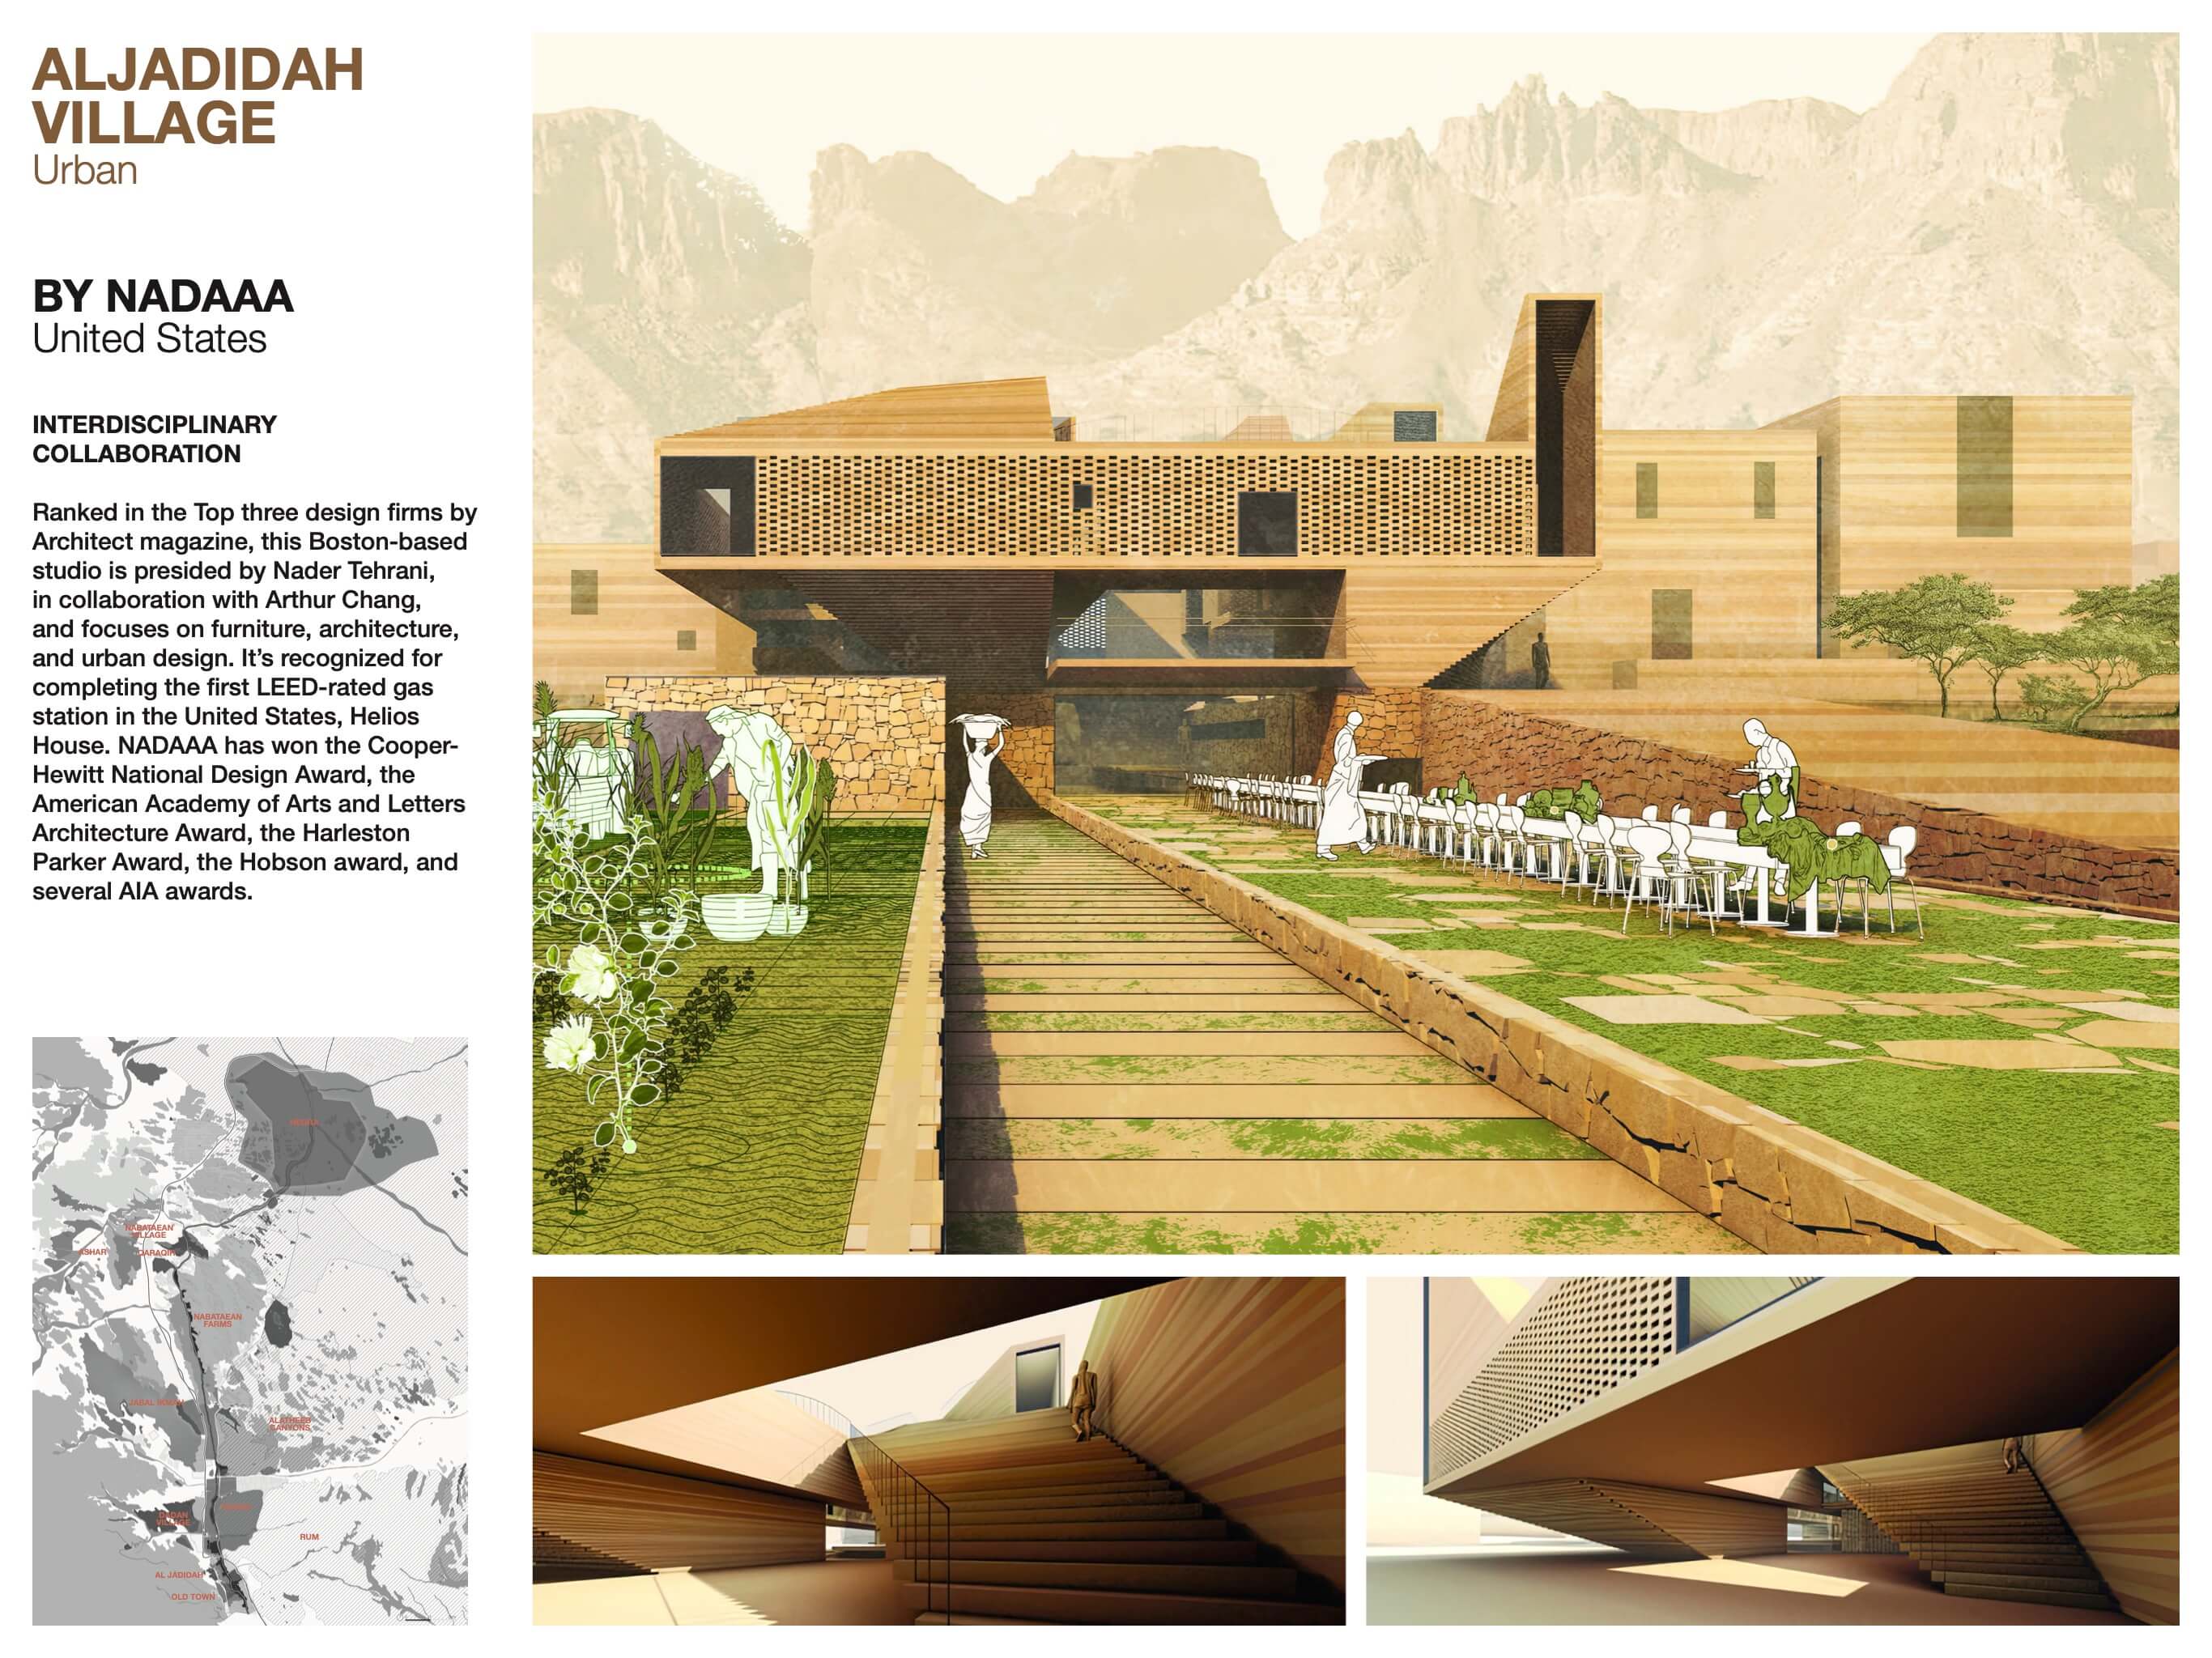 ALJADIDAH
VILLAGE
Urban
BY NADAAA
United States
INTERDISCIPLINARY
COLLABORATION
Ranked in the Top three design firms by
Architect magazine, this Boston-based
studio is presided by Nader Tehrani,
in collaboration with Arthur Chang,
and focuses on furniture, architecture,
and urban design. It’s recognized for
completing the first LEED-rated gas
station in the United States, Helios
House. NADAAA has won the Cooper-
Hewitt National Design Award, the
American Academy of Arts and Letters
Architecture Award, the Harleston
Parker Award, the Hobson award, and
several AIA awards.
NABATAEAN
VILLAGE
ASHAR
QARAQIR
NABATAEAN
FARMS
JABAL
ALATHEEB
CANYONS
DADAN
VILLAGE
RUM
AL JADIDAH
OLD TOWN